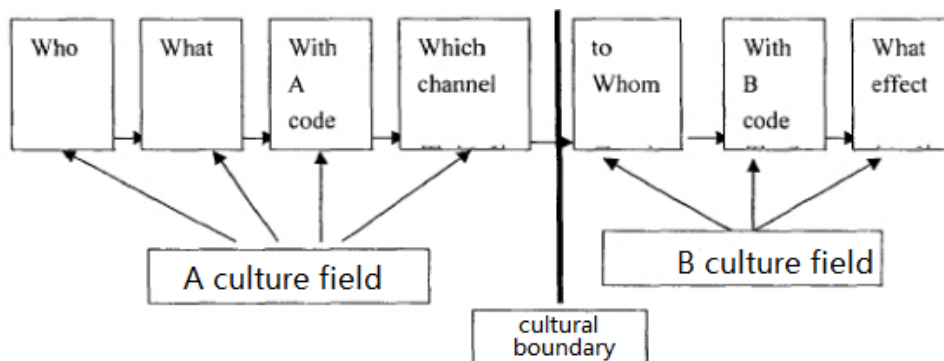 Who
What
With
A
code
Which
channel
to
Whom
With
B
code
What
effect
A culture field
B culture field
cultural
boundary